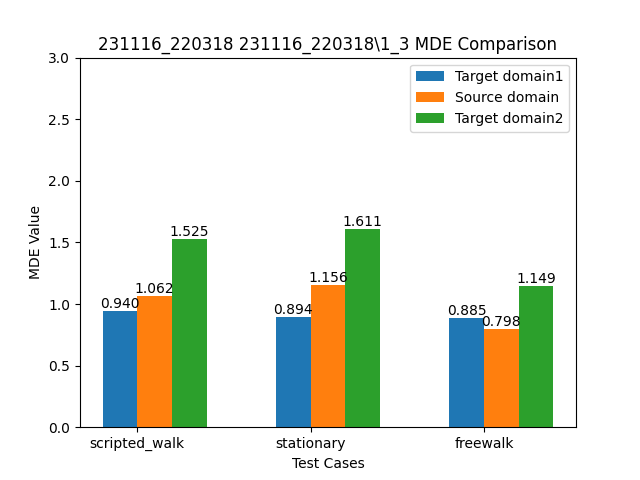 231116_220318 231116_220318\1_3 MDE Comparison
3.0
2.5
2.0
1.5
1.0
0.5
0.0
MDE Value
Target domain1
Source domain
Target domain2
0.940
1.062
1.525
0.894
1.156
1.611
0.885
0.798
1.149
scripted_walk
stationary
freewalk
Test Cases